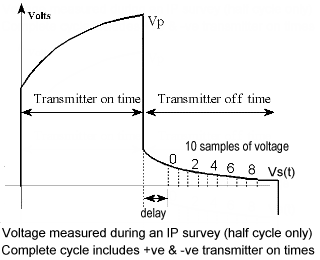 Volts
Vp
Transmitter on time
Transmitter off time
10 samples of voltage
0 2 4 6 8
Vs(t)
delay
Voltage measured during an IP survey (half cycle only)
Complete cycle includes +ve & -ve transmitter on times